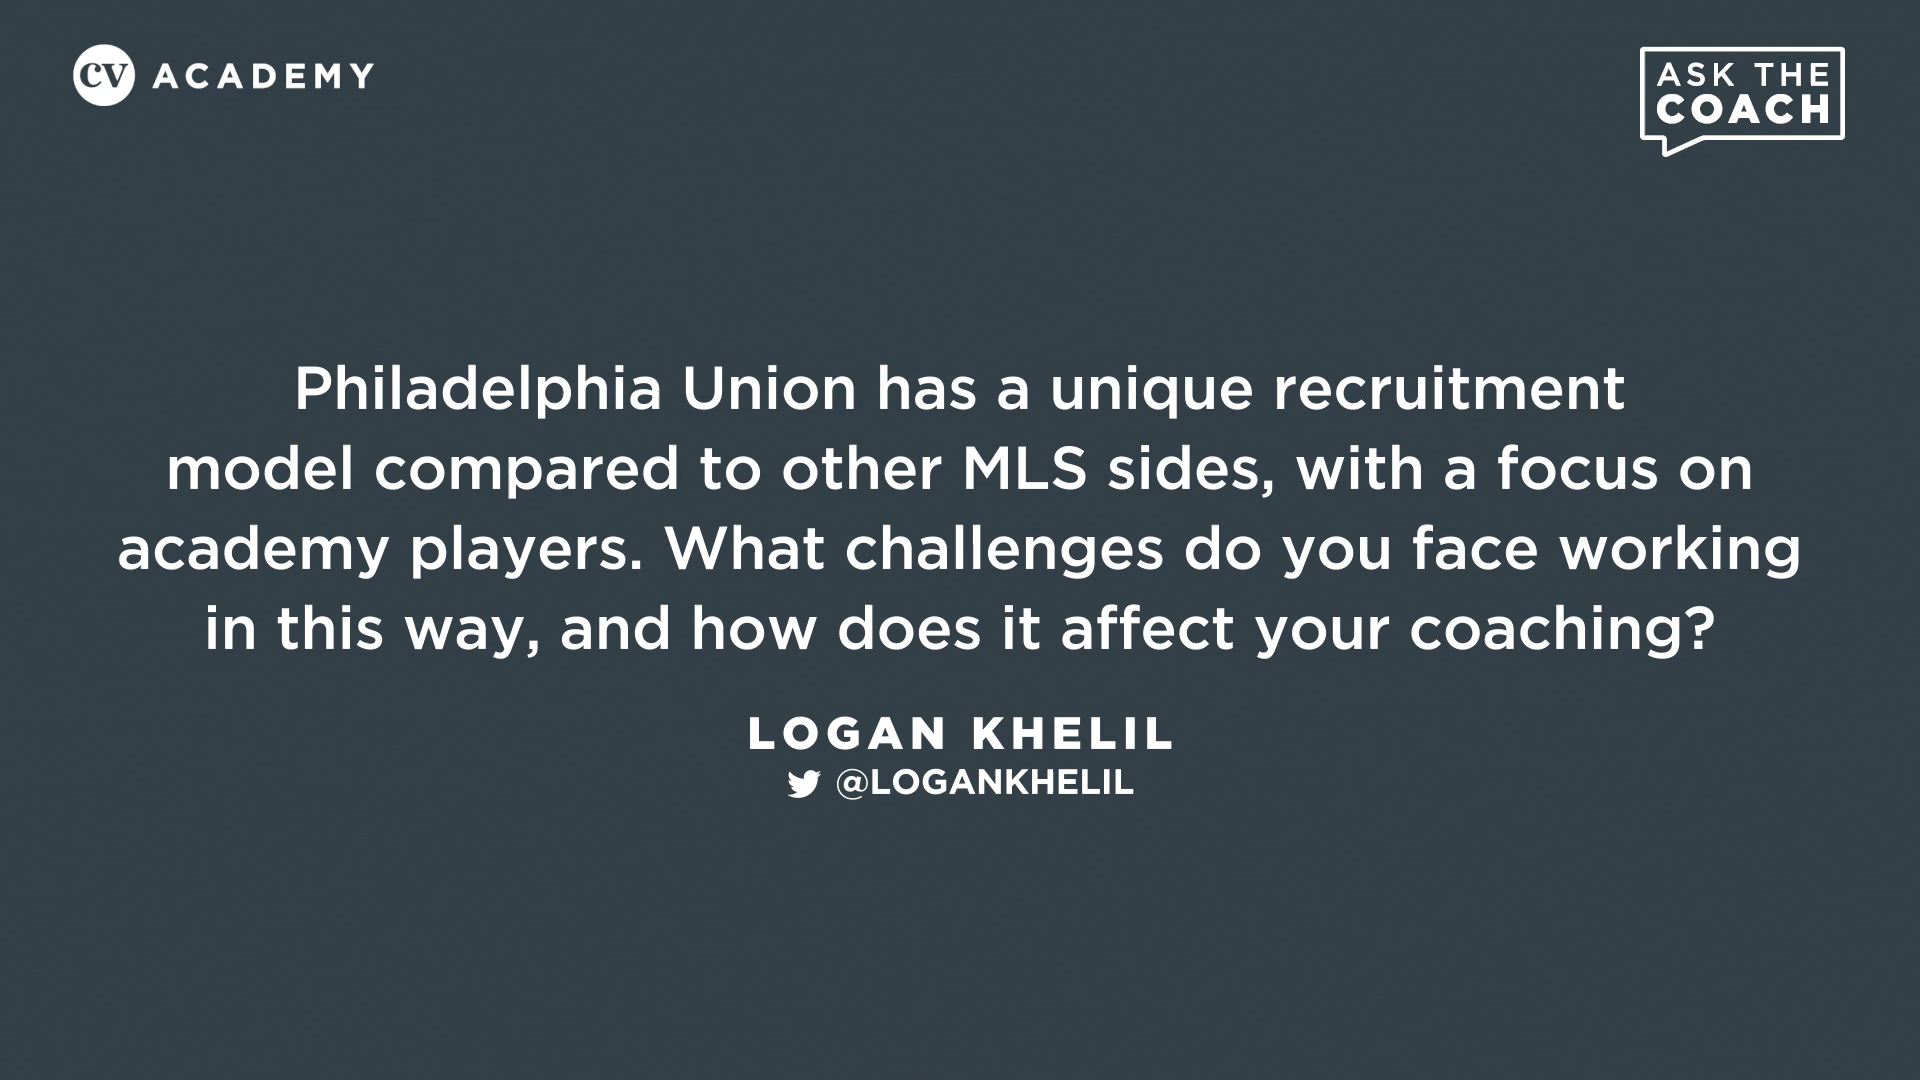 CV ACADEMY
ASK THE
COACH
Philadelphia Union has a unique recruitment
model compared to other MLS sides, with a focus on
academy players. What challenges do you face working
in this way, and how does it affect your coaching?
LOGAN KHELIL
@LOGANKHELIL